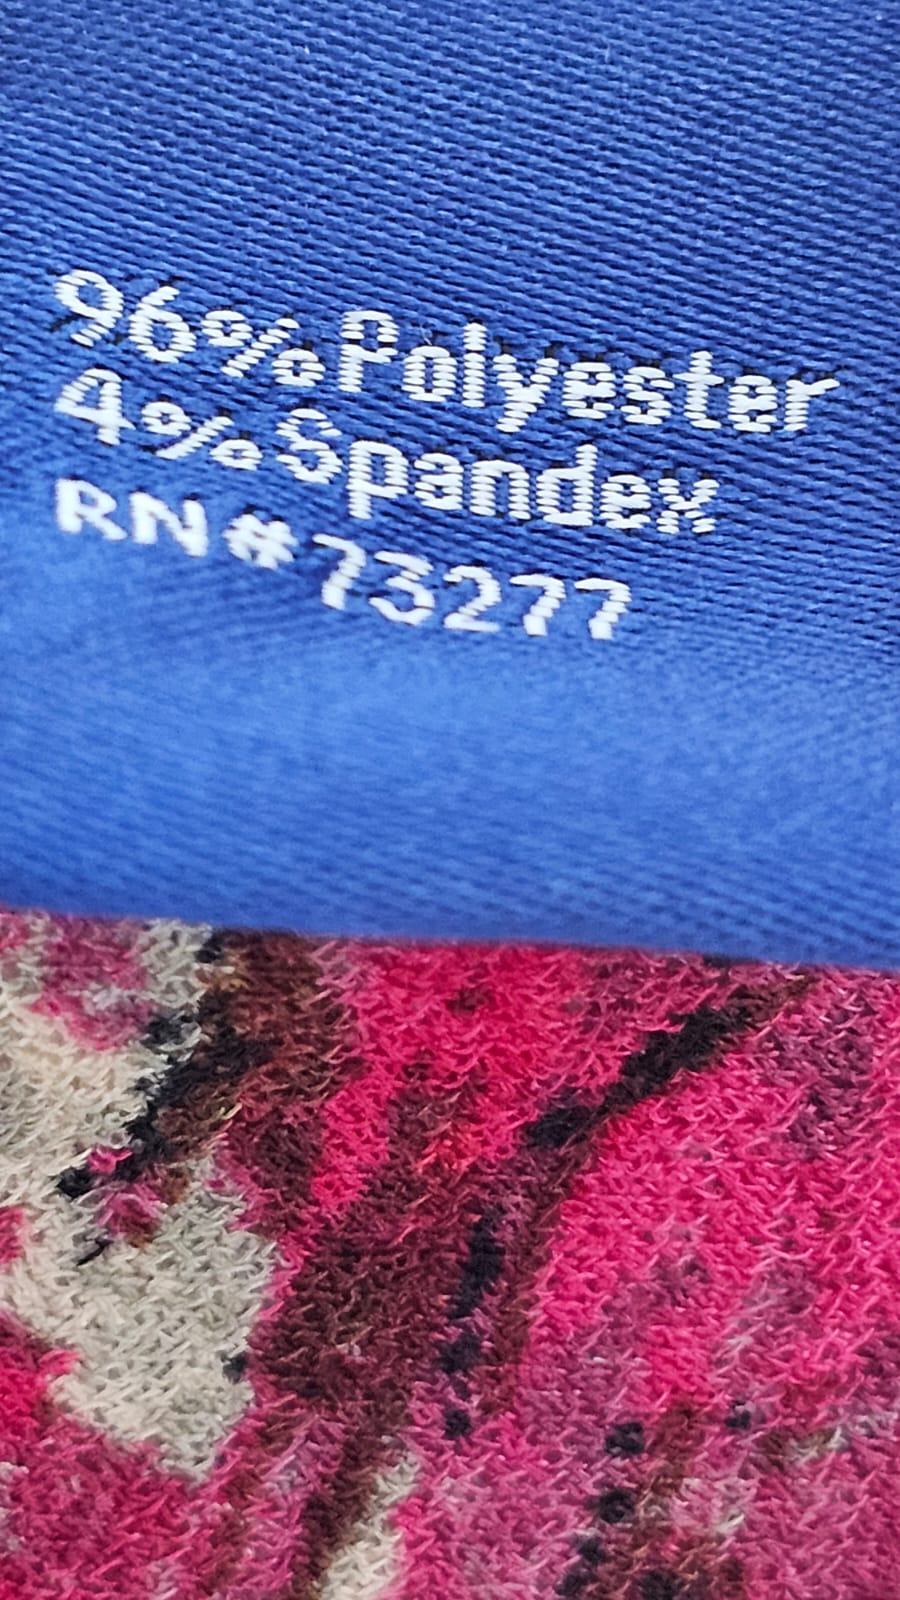 96% Polyester
4% Spandex
RN# 73277